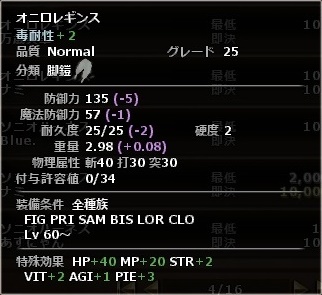 オニロレギンス
毒耐性+2
品質 Normal グレード 25
分類 脚鎧
防御力 135 (-5)
魔法防御力 57 (-1)
耐久度 25/25 (-2) 硬度 2
重量 2.98 (+0.08)
物理属性 斬40 打30 突30
付与許容値 0/34
装備条件 全種族
FIG PRI SAM BIS LOR CLO
Lv 60～
特殊効果 HP+40 MP+20 STR+2
VIT+2 AGI+1 PIE+3
4/16